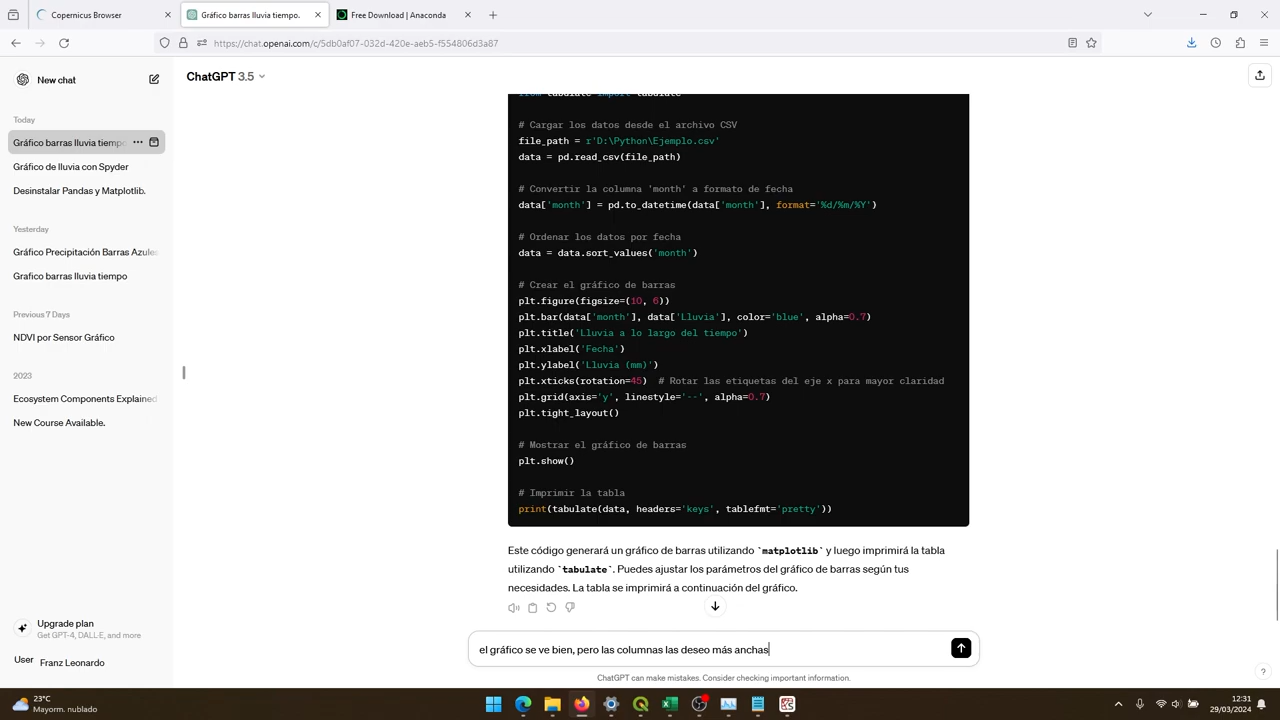 Copernicus Browser
Gráfico barras lluvia tiempo.
Free Download | Anaconda
https://chat.openai.com/c/5db0af07-032d-420e-aeb5-f554806d3a87
New chat
ChatGPT 3.5
Today
Gráfico barras lluvia tiemp
Gráfico de lluvia con Spyder
Desinstalar Pandas y Matplotlib.
Yesterday
Gráfico Precipitación Barras Azules
Grafico barras lluvia tiempo
Previous 7 Days
NDVI por Sensor Gráfico
2023
Ecosystem Components Explained
New Course Available.
Upgrade plan
Get GPT-4, DALL·E, and more
User
Franz Leonardo
from tabulate import tabulate
# Cargar los datos desde el archivo CSV
file_path = r'D:\Python\Ejemplo.csv'
data = pd.read_csv(file_path)
# Convertir la columna 'month' a formato de fecha
data['month'] = pd.to_datetime(data['month'], format='%d/%m/%Y')
# Ordenar los datos por fecha
data = data.sort_values('month')
# Crear el gráfico de barras
plt.figure(figsize=(10, 6))
plt.bar(data['month'], data['Lluvia'], color='blue', alpha=0.7)
plt.title('Lluvia a lo largo del tiempo')
plt.xlabel('Fecha')
plt.ylabel('Lluvia (mm)')
plt.xticks(rotation=45)  # Rotar las etiquetas del eje x para mayor claridad
plt.grid(axis='y', linestyle='--', alpha=0.7)
plt.tight_layout()
# Mostrar el gráfico de barras
plt.show()
# Imprimir la tabla
print(tabulate(data, headers='keys', tablefmt='pretty'))
Este código generará un gráfico de barras utilizando `matplotlib` y luego imprimirá la tabla
utilizando `tabulate`. Puedes ajustar los parámetros del gráfico de barras según tus
necesidades. La tabla se imprimirá a continuación del gráfico.
el gráfico se ve bien, pero las columnas las deseo más anchas
ChatGPT can make mistakes. Consider checking important information.
?
23°C
Mayorm. nublado
12:31
29/03/2024